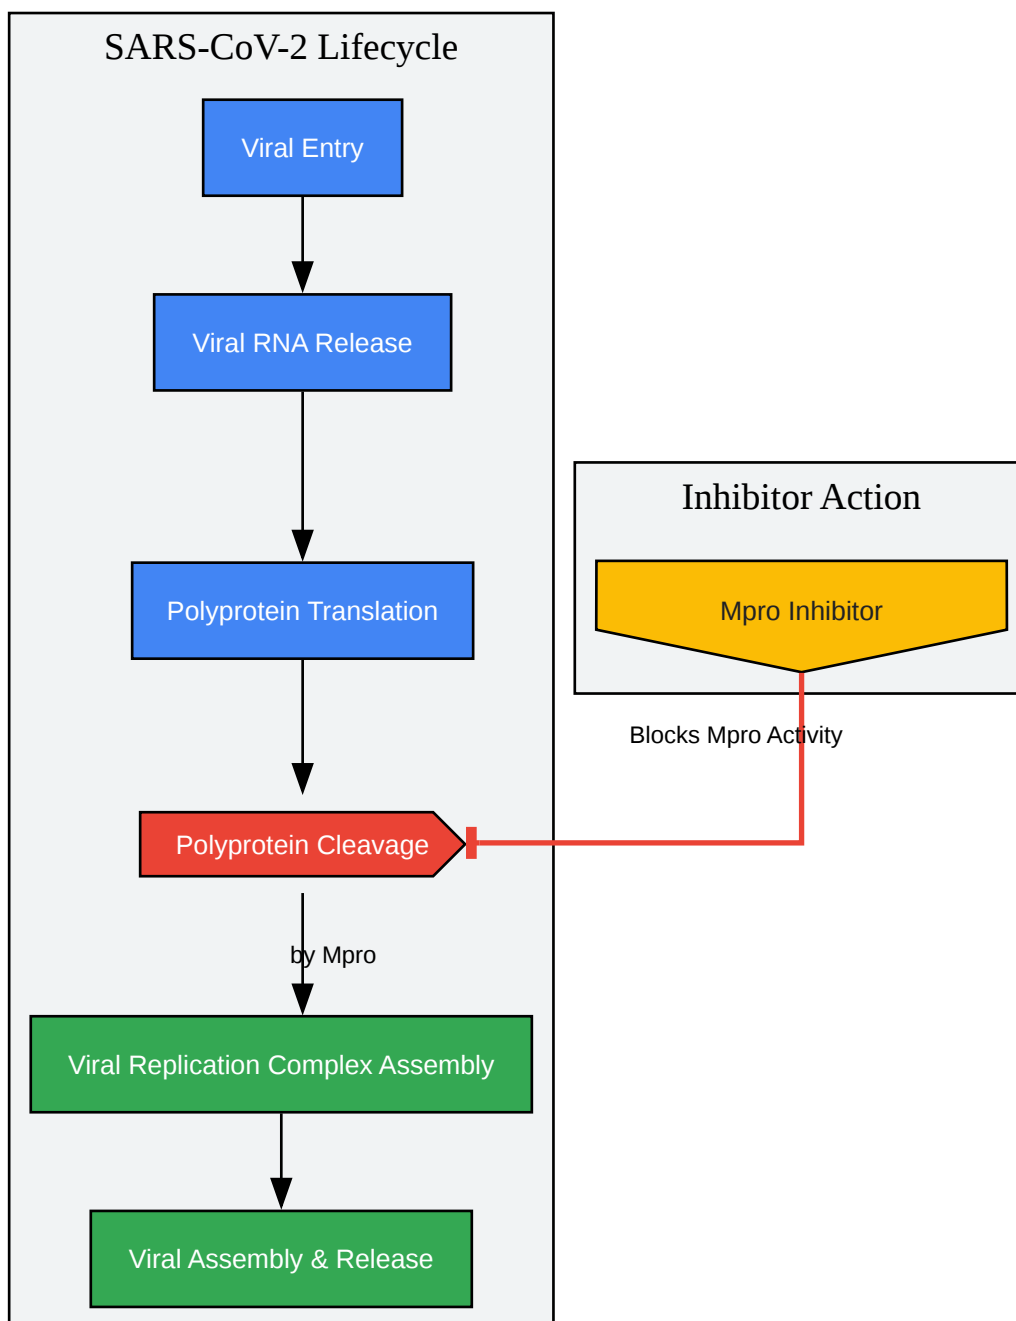 SARS-CoV-2 Lifecycle
Viral Entry
Viral RNA Release
Inhibitor Action
Polyprotein Translation
Mpro Inhibitor
Blocks Mpro Activity
Polyprotein Cleavage
by Mpro
Viral Replication Complex Assembly
Viral Assembly & Release